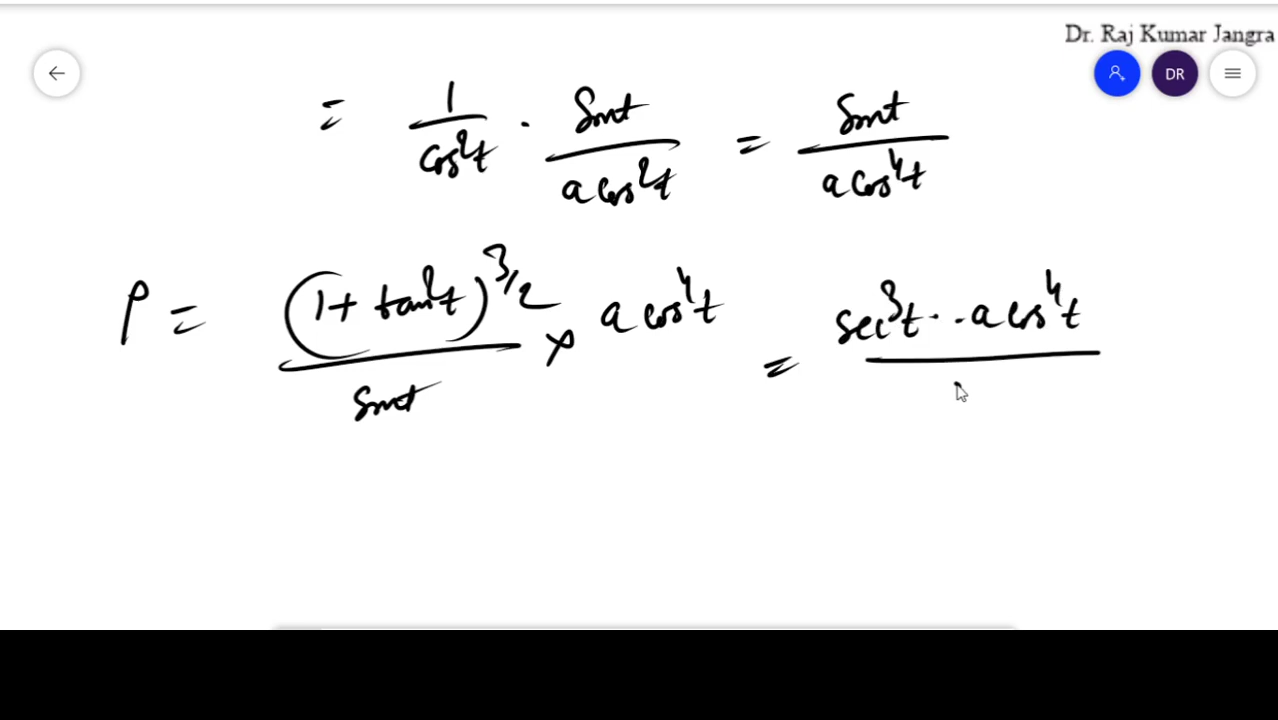 Dr. Raj Kumar Jangra
DR
= 1/cos²t · Sint/a cos²t = Sint/a cos⁴t
ρ = (1+ tan²t)^3/2 / Sint × a cos⁴t = sec³t · · a cos⁴t /